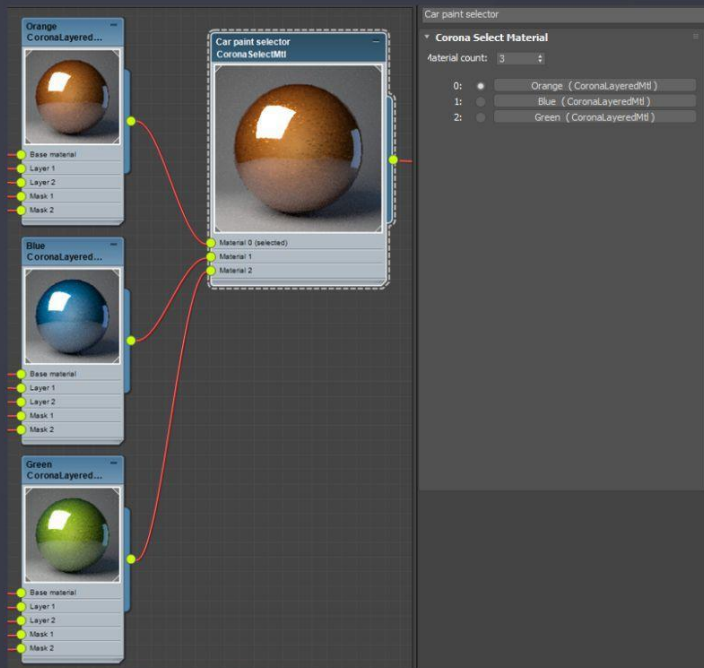 Orange
CoronaLayered...
Base material
Layer 1
Layer 2
Mask 1
Mask 2
Blue
CoronaLayered...
Base material
Layer 1
Layer 2
Mask 1
Mask 2
Green
CoronaLayered...
Base material
Layer 1
Layer 2
Mask 1
Mask 2
Car paint selector
CoronaSelectMtl
Material 0 (selected)
Material 1
Material 2
Car paint selector
Corona Select Material
Material count: 3
0: Orange ( CoronaLayeredMtl )
1: Blue ( CoronaLayeredMtl )
2: Green ( CoronaLayeredMtl )